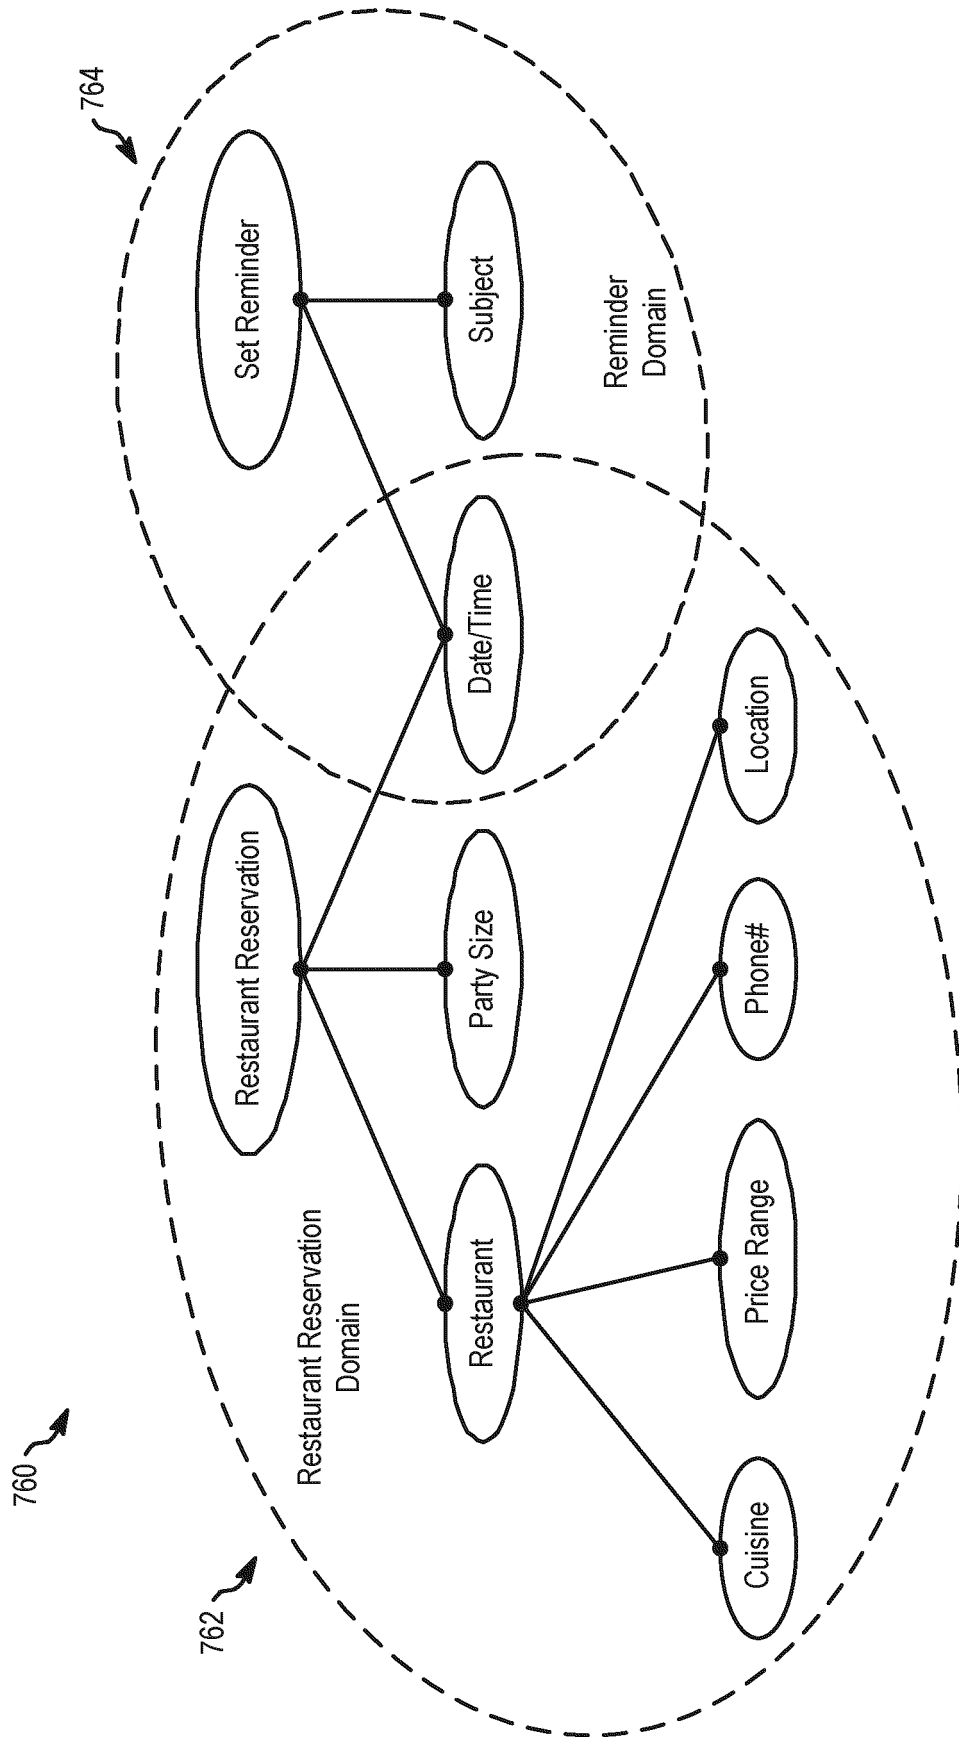 760
762
764
Restaurant Reservation
Set Reminder
Restaurant Reservation
Domain
Restaurant
Party Size
Date/Time
Subject
Reminder
Domain
Cuisine
Price Range
Phone#
Location